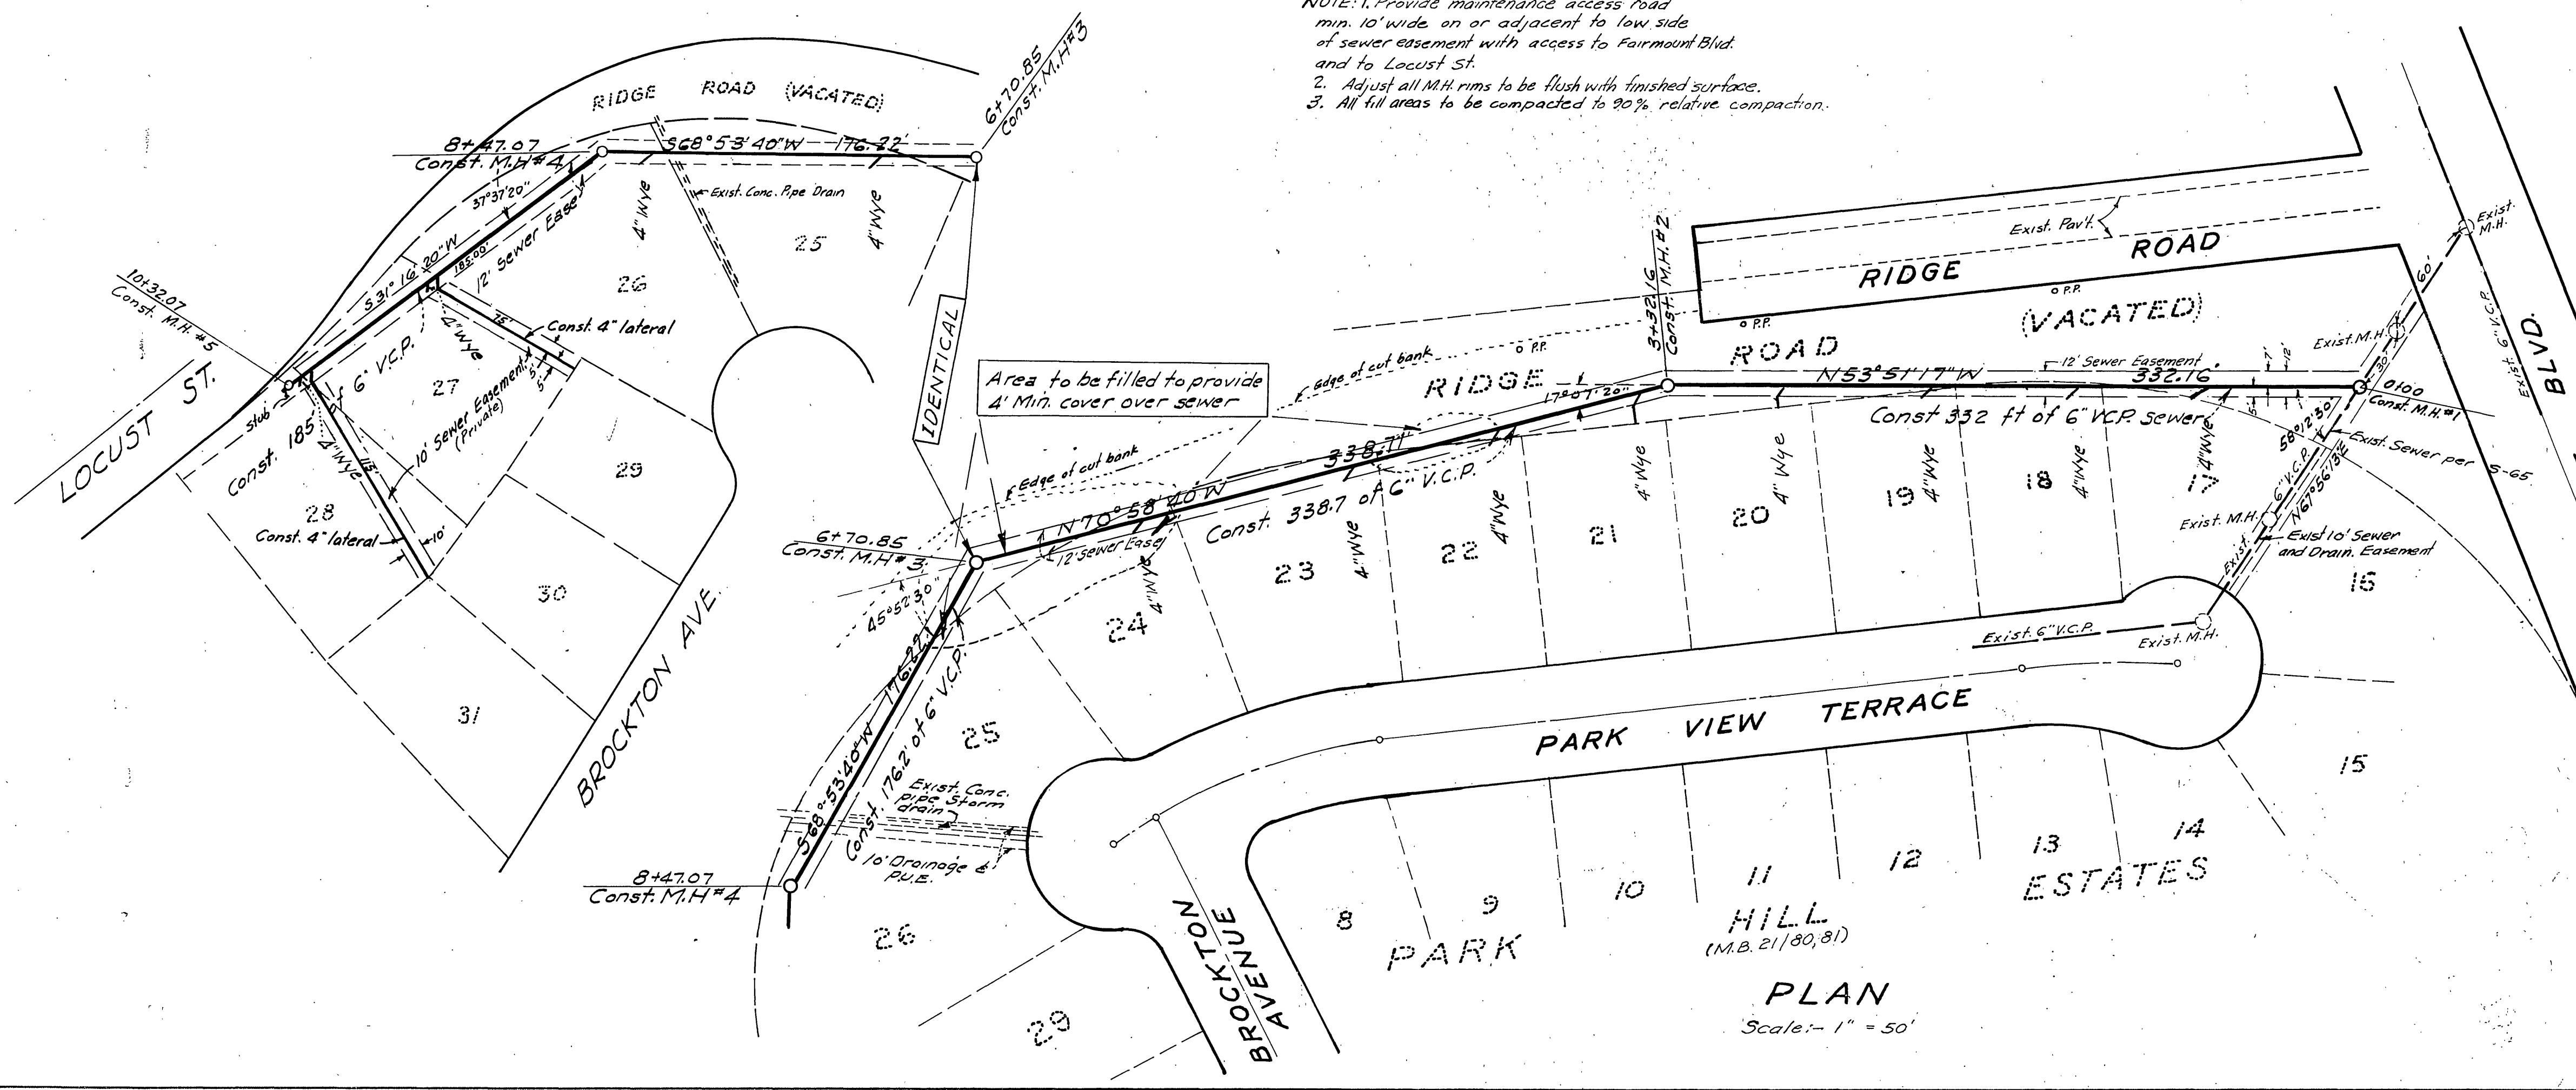 NOTE: 1. Provide maintenance access road
min. 10' wide on or adjacent to low side
of sewer easement with access to Fairmount Blvd.
and to Locust St.
2. Adjust all M.H. rims to be flush with finished surface.
3. All fill areas to be compacted to 90% relative compaction.
RIDGE ROAD (VACATED)
6+70.85
Const. M.H.#3
8+47.07
Const. M.H.#4
S68°53'40"W 176.22'
37°37'20"
Exist. Conc. Pipe Drain
4" Wye
4" Wye
25
26
S31°16'20"W
185.00'
12' Sewer Ease.
10+32.07
Const. M.H. #5
LOCUST ST.
Stub
Const. 185' of 6" V.C.P.
4" Wye
75'
Const. 4" lateral
5'
5'
27
10' Sewer Easement
(Private)
4" Wye
115'
28
Const. 4" lateral
10'
29
30
31
BROCKTON AVE.
IDENTICAL
Area to be filled to provide
4' Min. cover over sewer
Edge of cut bank
Edge of cut bank
P.P.
P.P.
P.P.
3+32.16
Const. M.H.#2
Exist. Pav't.
RIDGE ROAD
(VACATED)
RIDGE ROAD
Exist. M.H.
60'
Exist. 6" V.C.P.
BLVD.
Exist. M.H.
30'
12' Sewer Easement
7'
12'
5'
N53°51'17"W 332.16'
Const 332 ft of 6" V.C.P. sewer
0+00
Const. M.H.#1
58°12'30"
Exist. Sewer per S-65
6" V.C.P.
N67°56'13"E
Exist. M.H.
Exist 10' Sewer
and Drain. Easement
Exist
17°07'20"
338.7'
N70°58'40"W
Const. 338.7 of 6" V.C.P.
12' Sewer Ease.
6+70.85
Const. M.H.#3
45°52'30"
4" Wye
4" Wye
4" Wye
4" Wye
4" Wye
4" Wye
4" Wye
4" Wye
24
23
22
21
20
19
18
17
16
15
Exist. 6" V.C.P.
Exist. M.H.
PARK VIEW TERRACE
176.22'
S68°53'40"W
Const. 176.2' of 6" V.C.P.
25
Exist. Conc.
pipe Storm
drain
10' Drainage &
P.U.E.
8+47.07
Const. M.H#4
26
29
BROCKTON
AVENUE
8
9
10
11
12
13
14
PARK HILL ESTATES
(M.B. 21/80,81)
PLAN
Scale:- 1" = 50'